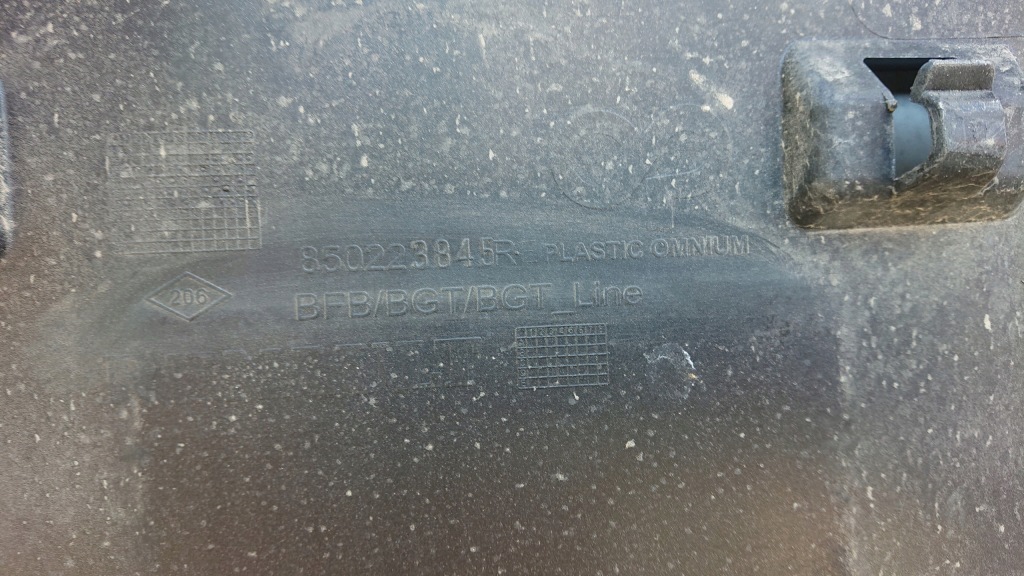 850223845R PLASTIC OMNIUM
206
BFB/BGT/BGT_Line